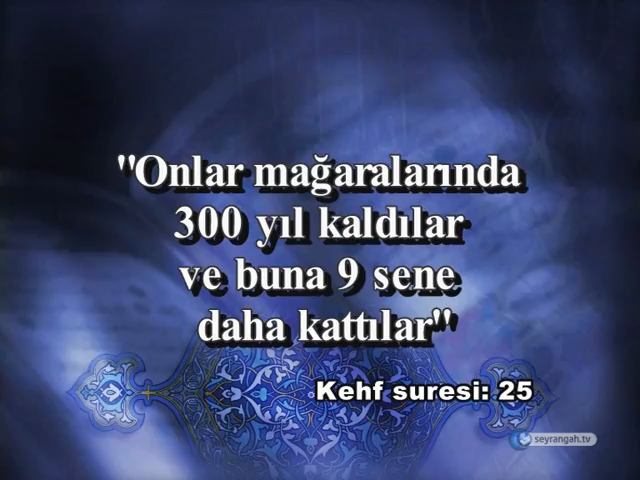 "Onlar mağaralarında
300 yıl kaldılar
ve buna 9 sene
daha kattılar"
Kehf suresi: 25
seyrangah.tv